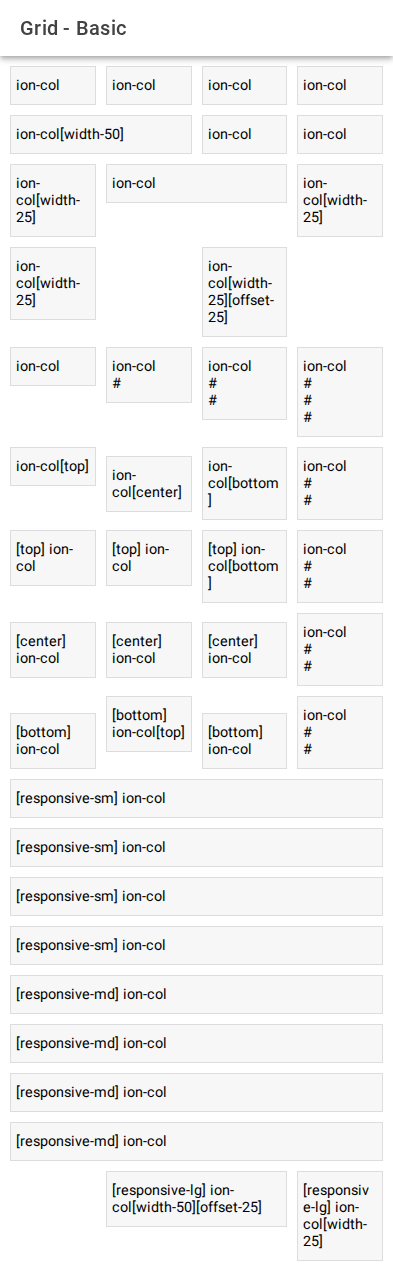 Grid - Basic
ion-col
ion-col
ion-col
ion-col
ion-col[width-50]
ion-col
ion-col
ion-
col[width-
25]
ion-col
ion-
col[width-
25]
ion-
col[width-
25]
ion-
col[width-
25][offset-
25]
ion-col
ion-col
#
ion-col
#
#
ion-col
#
#
#
ion-col[top]
ion-
col[center]
ion-
col[bottom
]
ion-col
#
#
[top] ion-
col
[top] ion-
col
[top] ion-
col[bottom
]
ion-col
#
#
[center]
ion-col
[center]
ion-col
[center]
ion-col
ion-col
#
#
[bottom]
ion-col
[bottom]
ion-col[top]
[bottom]
ion-col
ion-col
#
#
[responsive-sm] ion-col
[responsive-sm] ion-col
[responsive-sm] ion-col
[responsive-sm] ion-col
[responsive-md] ion-col
[responsive-md] ion-col
[responsive-md] ion-col
[responsive-md] ion-col
[responsive-lg] ion-
col[width-50][offset-25]
[responsiv
e-lg] ion-
col[width-
25]